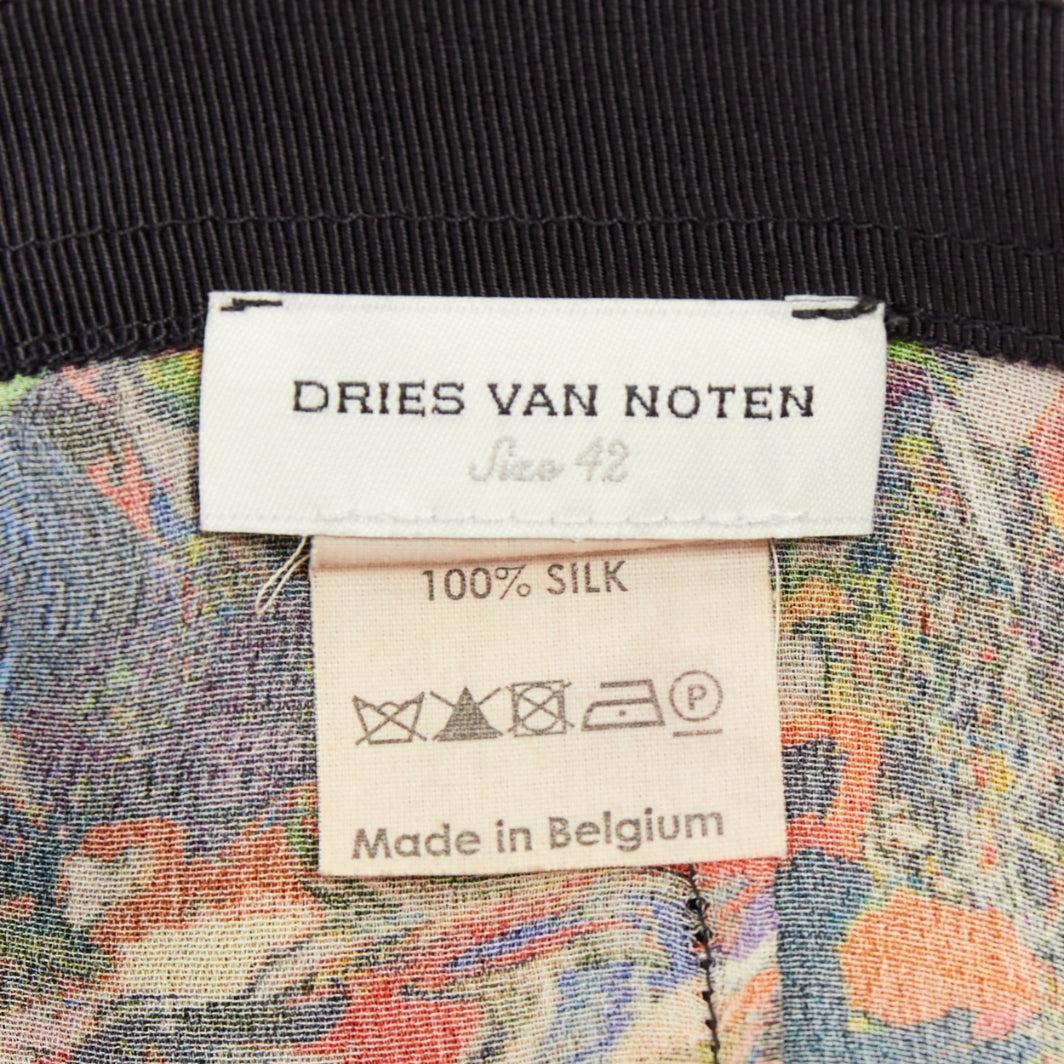 DRIES VAN NOTEN
Size 42
100% SILK
P
Made in Belgium